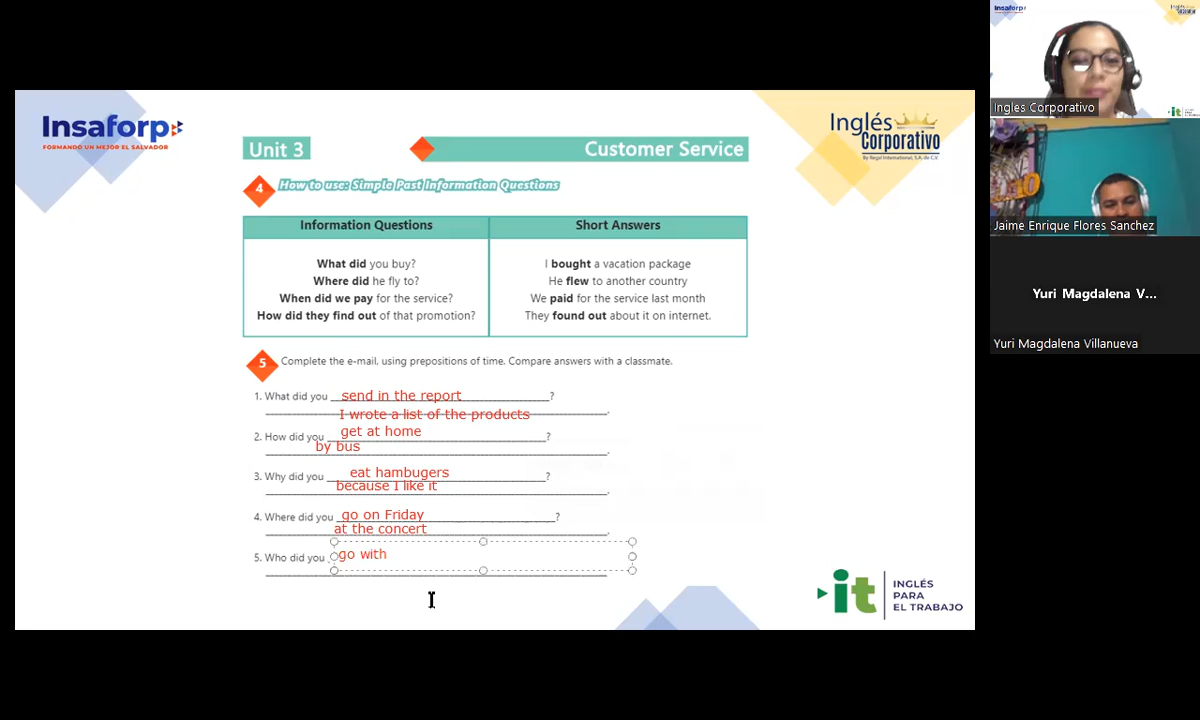 Insaforp
FORMANDO UN MEJOR EL SALVADOR
Unit 3
Customer Service
Inglés
Corporativo
By Regal International, S.A. de C.V.
4 How to use: Simple Past Information Questions
Information Questions
Short Answers
What did you buy?
I bought a vacation package
Where did he fly to?
He flew to another country
When did we pay for the service?
We paid for the service last month
How did they find out of that promotion?
They found out about it on internet.
5 Complete the e-mail, using prepositions of time. Compare answers with a classmate.
1. What did you send in the report ?
I wrote a list of the products .
2. How did you get at home ?
by bus .
3. Why did you eat hambugers ?
because I like it .
4. Where did you go on Friday ?
at the concert .
5. Who did you go with
it
INGLÉS
PARA
EL TRABAJO
Insaforp
Ingles Corporativo
Jaime Enrique Flores Sanchez
Yuri Magdalena V...
Yuri Magdalena Villanueva